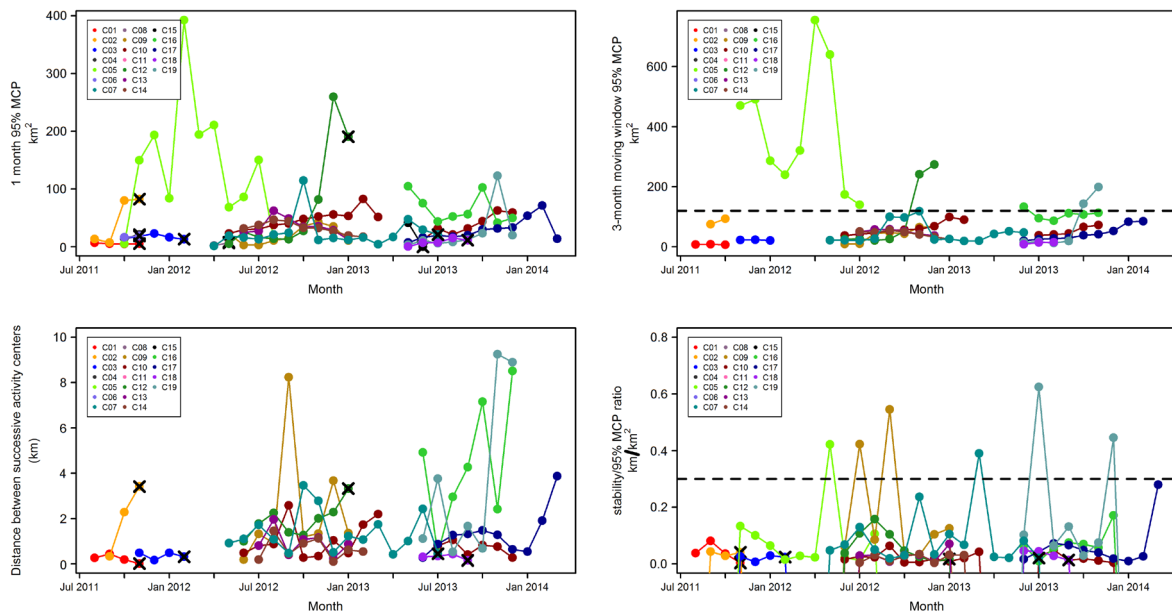 1 month 95% MCP
km²
400
300
200
100
0
C01 C08 C15
C02 C09 C16
C03 C10 C17
C04 C11 C18
C05 C12 C19
C06 C13
C07 C14
Jul 2011 Jan 2012 Jul 2012 Jan 2013 Jul 2013 Jan 2014
Month
3-month moving window 95% MCP
km²
600
400
200
0
C01 C08 C15
C02 C09 C16
C03 C10 C17
C04 C11 C18
C05 C12 C19
C06 C13
C07 C14
Jul 2011 Jan 2012 Jul 2012 Jan 2013 Jul 2013 Jan 2014
Month
Distance between successive activity centers
(km)
10
8
6
4
2
0
C01 C08 C15
C02 C09 C16
C03 C10 C17
C04 C11 C18
C05 C12 C19
C06 C13
C07 C14
Jul 2011 Jan 2012 Jul 2012 Jan 2013 Jul 2013 Jan 2014
Month
stability/95% MCP ratio
km/km²
0.8
0.6
0.4
0.2
0.0
C01 C08 C15
C02 C09 C16
C03 C10 C17
C04 C11 C18
C05 C12 C19
C06 C13
C07 C14
Jul 2011 Jan 2012 Jul 2012 Jan 2013 Jul 2013 Jan 2014
Month